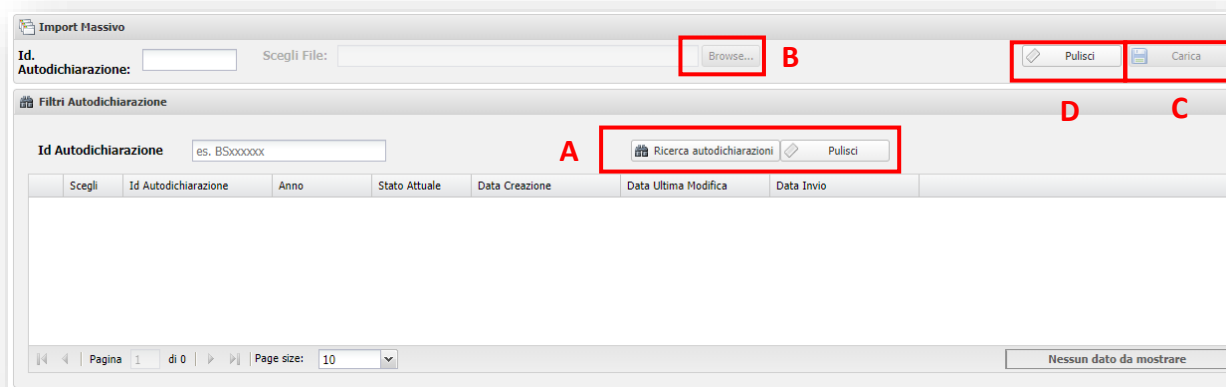 Import Massivo
Id.
Autodichiarazione:
Scegli File:
Browse...
B
Pulisci
Carica
D
C
Filtri Autodichiarazione
Id Autodichiarazione
es. BSxxxxxx
A
Ricerca autodichiarazioni
Pulisci
Scegli Id Autodichiarazione Anno Stato Attuale Data Creazione Data Ultima Modifica Data Invio
Pagina 1 di 0 Page size: 10 Nessun dato da mostrare